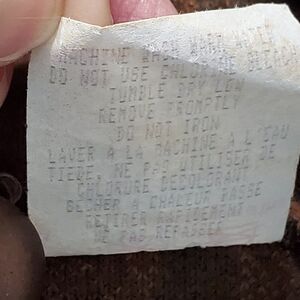 MACHINE WASH WARM WATER
DO NOT USE CHLORINE BLEACH
TUMBLE DRY LOW
REMOVE PROMPTLY
DO NOT IRON
LAVER A LA MACHINE A L'EAU
TIEDE. NE PAS UTILISER DE
CHLORURE DECOLORANT
SECHER A CHALEUR BASSE
RETIRER RAPIDEMENT
NE PAS REPASSER